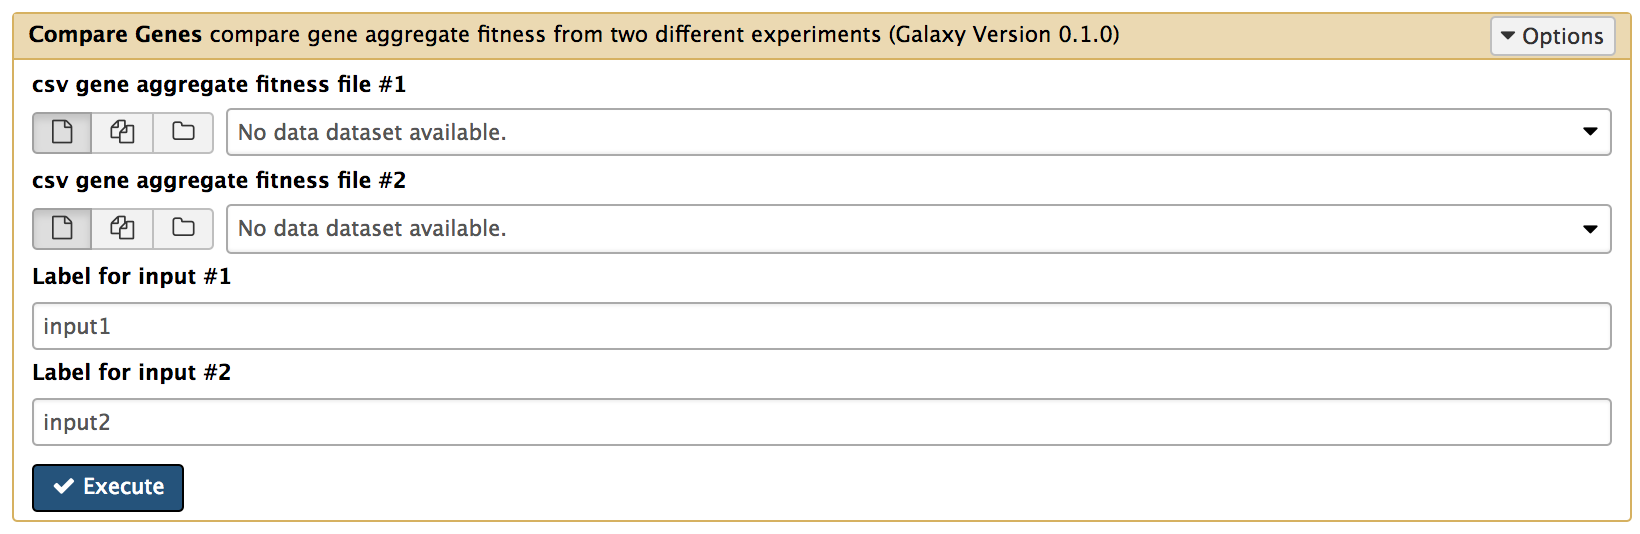 Compare Genes compare gene aggregate fitness from two different experiments (Galaxy Version 0.1.0)
Options
csv gene aggregate fitness file #1
No data dataset available.
csv gene aggregate fitness file #2
No data dataset available.
Label for input #1
input1
Label for input #2
input2
Execute